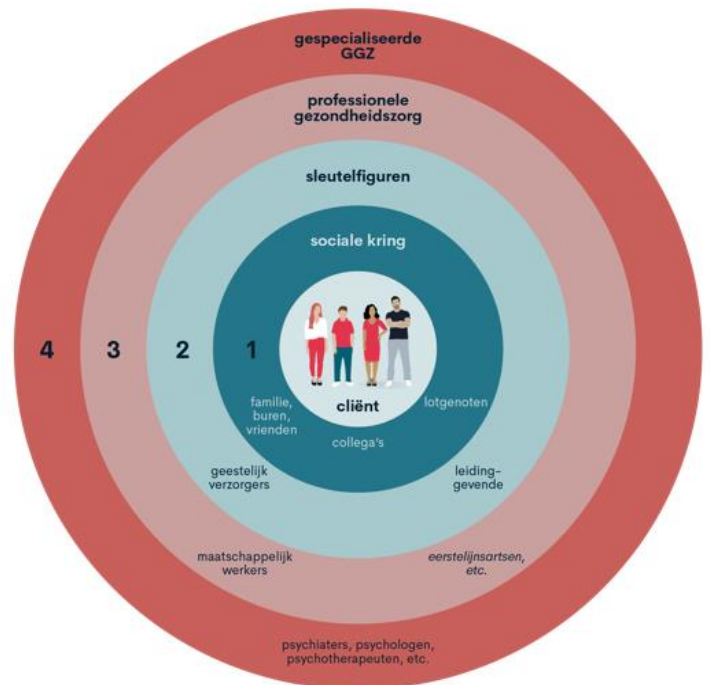 gespecialiseerde
GGZ
professionele
gezondheidszorg
sleutelfiguren
sociale kring
4
3
2
1
familie,
buren,
vrienden
cliënt
lotgenoten
collega's
geestelijk
verzorgers
leiding-
gevende
maatschappelijk
werkers
eerstelijnsartsen,
etc.
psychiaters, psychologen,
psychotherapeuten, etc.